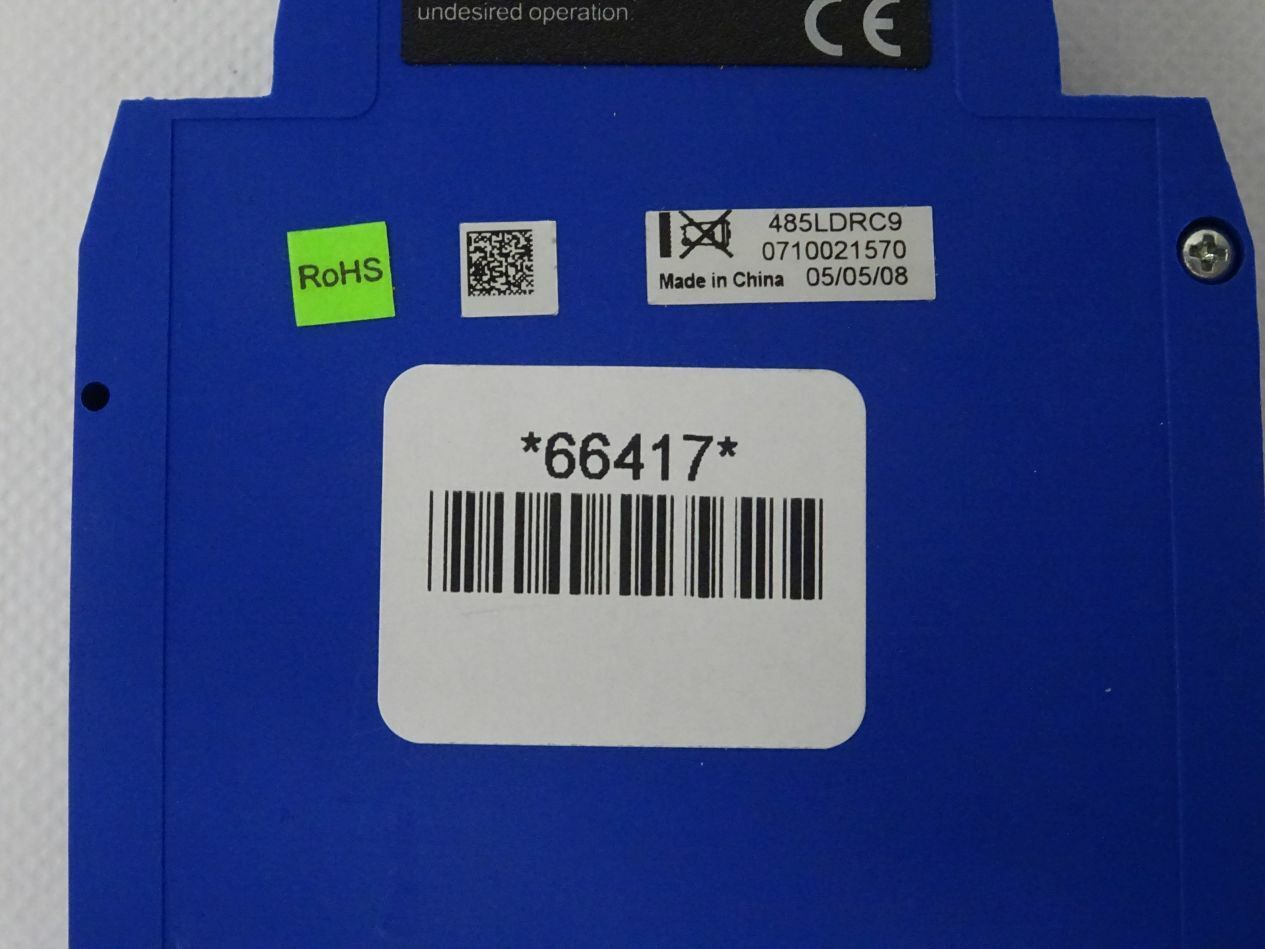 undesired operation.
CE
RoHS
485LDRC9
0710021570
Made in China 05/05/08
*66417*